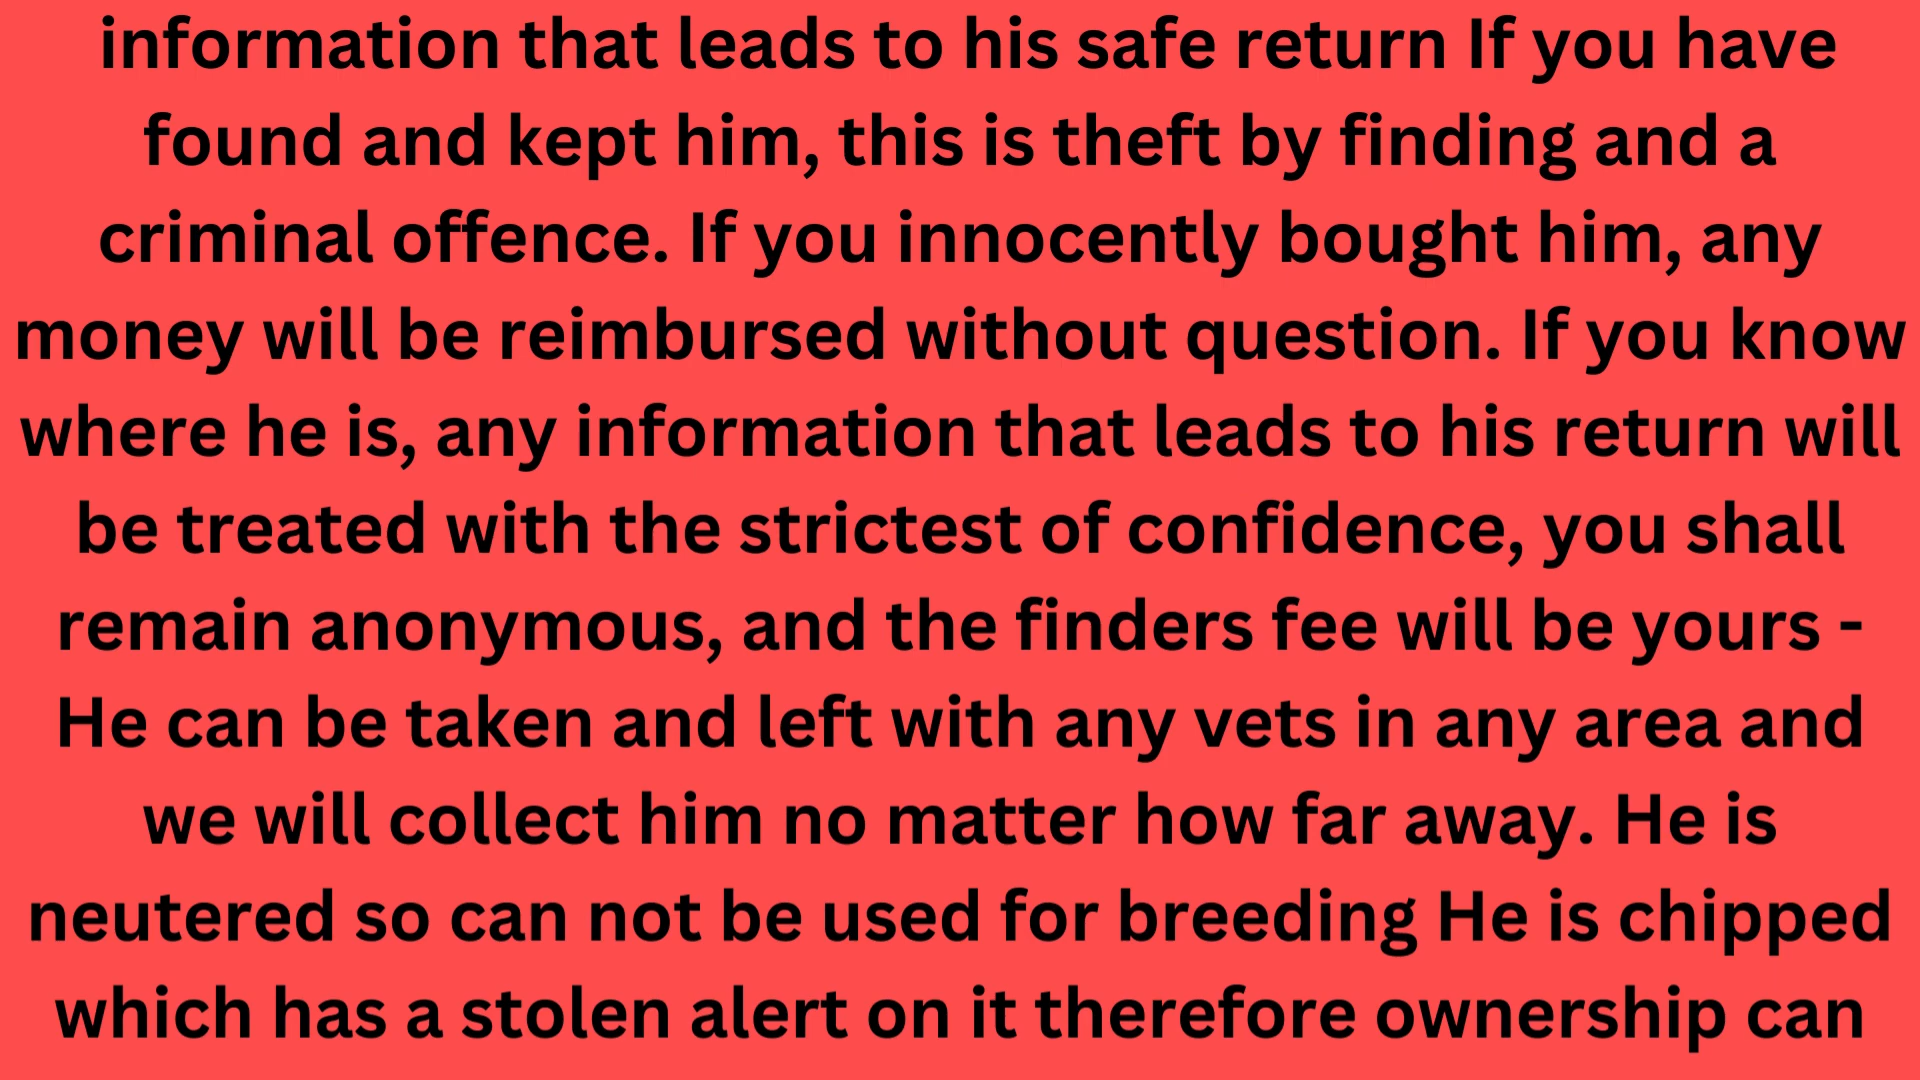 information that leads to his safe return If you have
found and kept him, this is theft by finding and a
criminal offence. If you innocently bought him, any
money will be reimbursed without question. If you know
where he is, any information that leads to his return will
be treated with the strictest of confidence, you shall
remain anonymous, and the finders fee will be yours -
He can be taken and left with any vets in any area and
we will collect him no matter how far away. He is
neutered so can not be used for breeding He is chipped
which has a stolen alert on it therefore ownership can